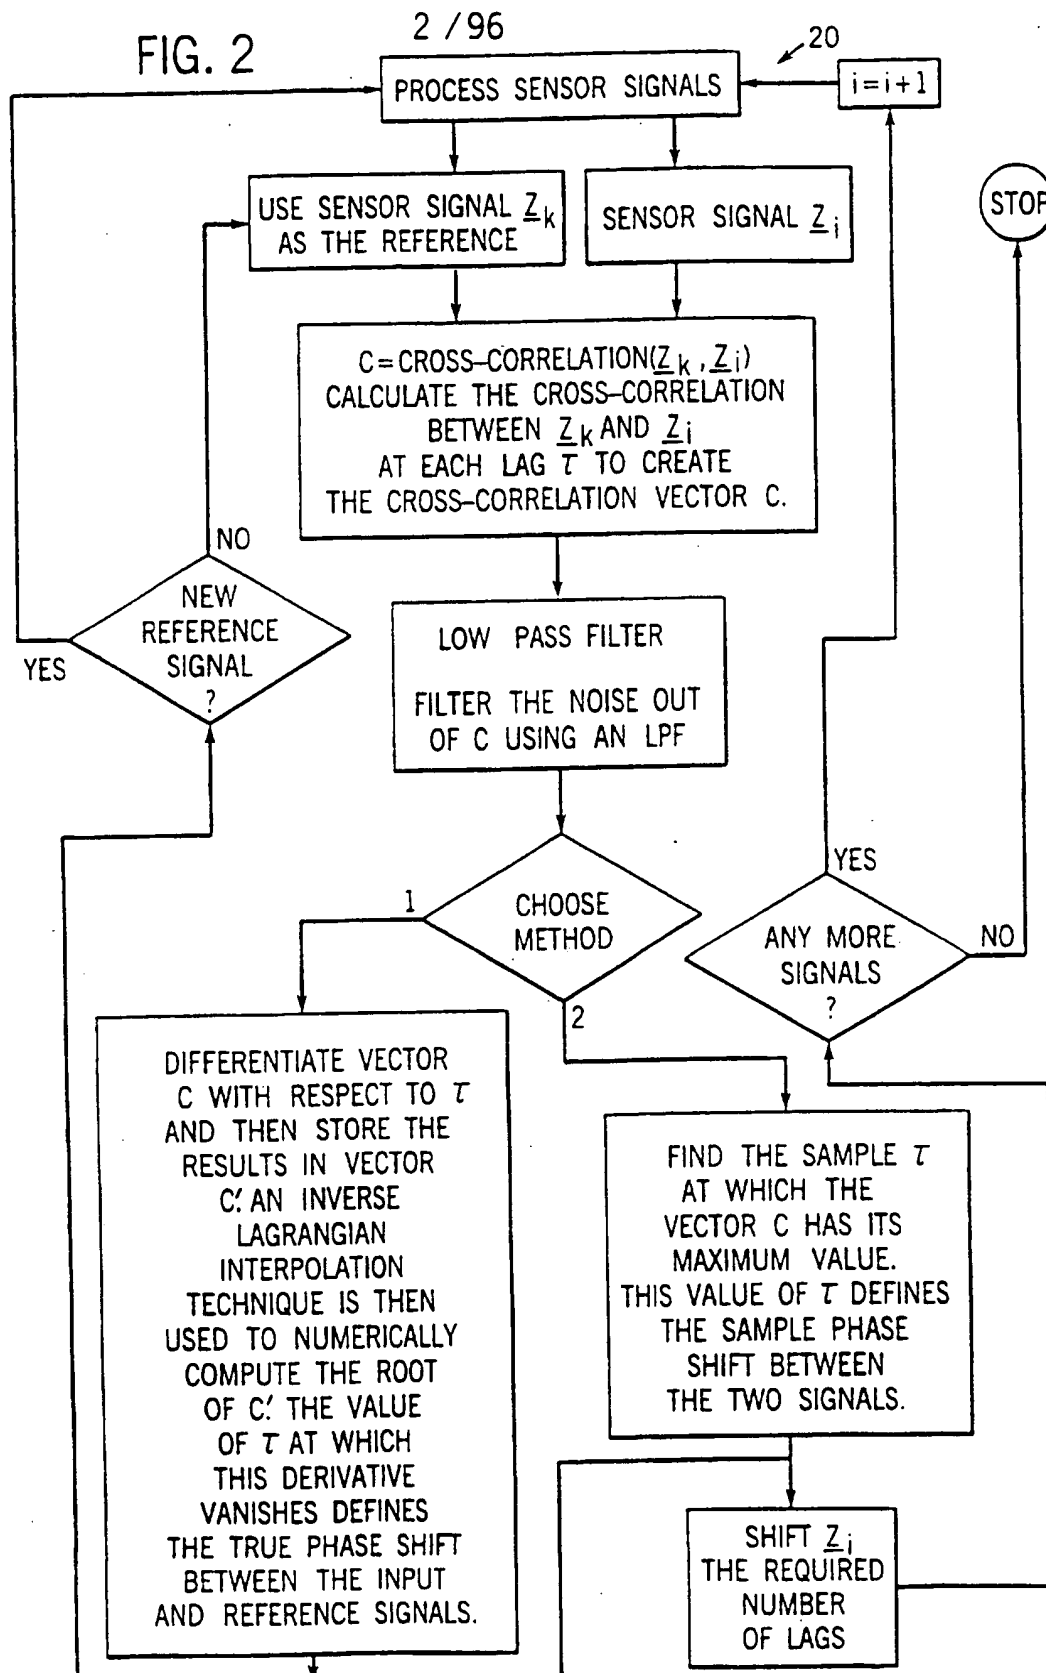 FIG. 2
2 / 96
20
PROCESS SENSOR SIGNALS
i=i+1
USE SENSOR SIGNAL Z_k
AS THE REFERENCE
SENSOR SIGNAL Z_i
STOP
C=CROSS-CORRELATION(Z_k, Z_i)
CALCULATE THE CROSS-CORRELATION
BETWEEN Z_k AND Z_i
AT EACH LAG τ TO CREATE
THE CROSS-CORRELATION VECTOR C.
NO
NEW
REFERENCE
SIGNAL
?
YES
LOW PASS FILTER
FILTER THE NOISE OUT
OF C USING AN LPF
1
CHOOSE
METHOD
2
YES
ANY MORE
SIGNALS
?
NO
DIFFERENTIATE VECTOR
C WITH RESPECT TO τ
AND THEN STORE THE
RESULTS IN VECTOR
C'. AN INVERSE
LAGRANGIAN
INTERPOLATION
TECHNIQUE IS THEN
USED TO NUMERICALLY
COMPUTE THE ROOT
OF C'. THE VALUE
OF τ AT WHICH
THIS DERIVATIVE
VANISHES DEFINES
THE TRUE PHASE SHIFT
BETWEEN THE INPUT
AND REFERENCE SIGNALS.
FIND THE SAMPLE τ
AT WHICH THE
VECTOR C HAS ITS
MAXIMUM VALUE.
THIS VALUE OF τ DEFINES
THE SAMPLE PHASE
SHIFT BETWEEN
THE TWO SIGNALS.
SHIFT Z_i
THE REQUIRED
NUMBER
OF LAGS